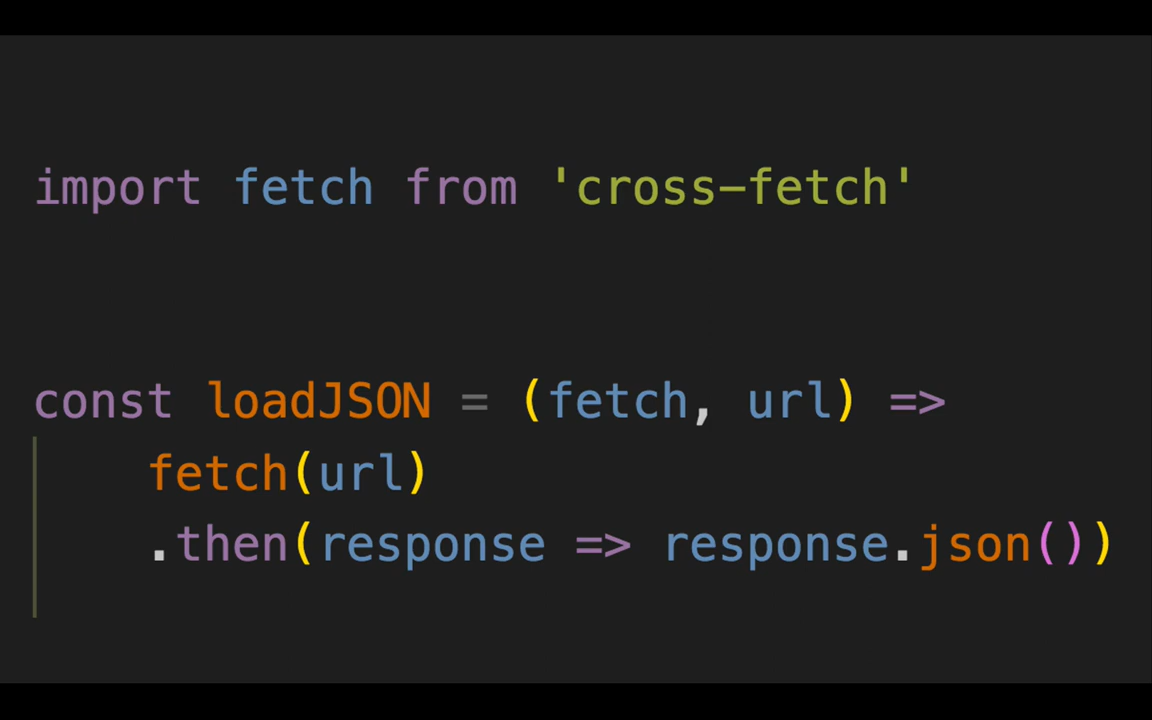 import fetch from 'cross-fetch'
const loadJSON = (fetch, url) =>
fetch(url)
.then(response => response.json())